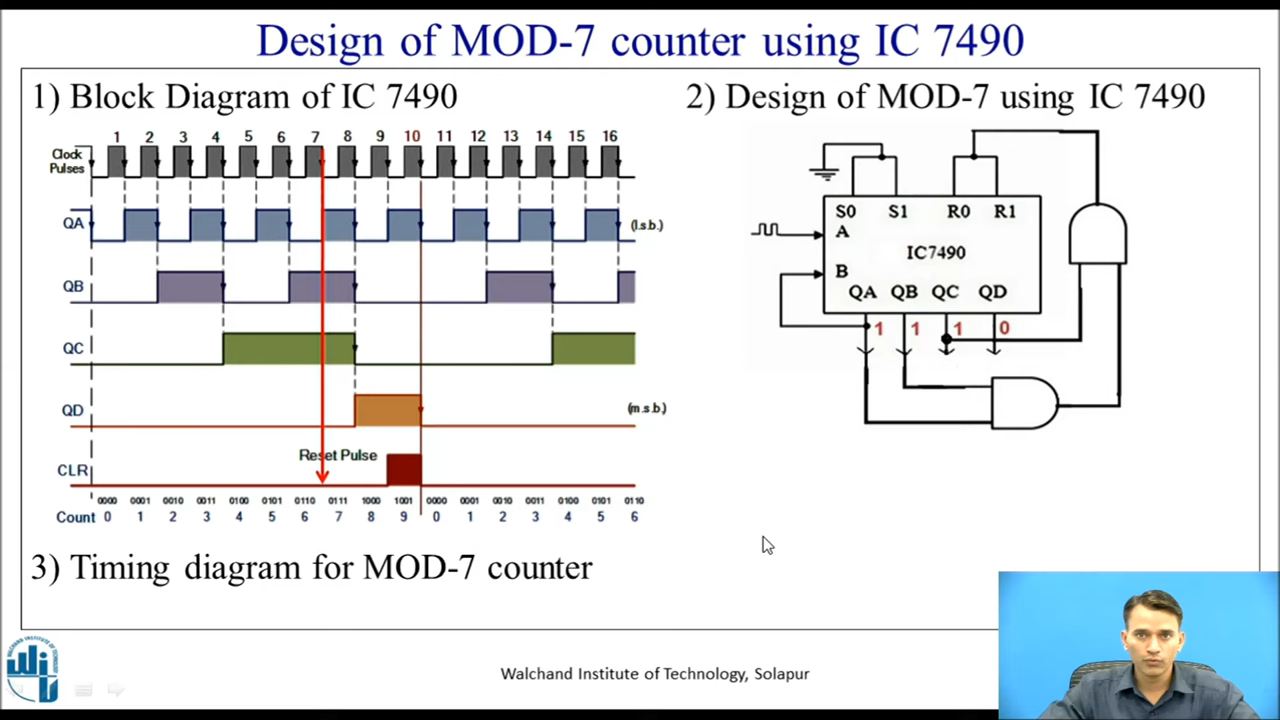 Design of MOD-7 counter using IC 7490
1) Block Diagram of IC 7490
1 2 3 4 5 6 7 8 9 10 11 12 13 14 15 16
Clock
Pulses
QA
(l.s.b.)
QB
QC
QD
(m.s.b.)
Reset Pulse
CLR
0000 0001 0010 0011 0100 0101 0110 0111 1000 1001 0000 0001 0010 0011 0100 0101 0110
Count 0 1 2 3 4 5 6 7 8 9 0 1 2 3 4 5 6
3) Timing diagram for MOD-7 counter
2) Design of MOD-7 using IC 7490
S0 S1 R0 R1
A
IC7490
B
QA QB QC QD
1 1 1 0
Walchand Institute of Technology, Solapur